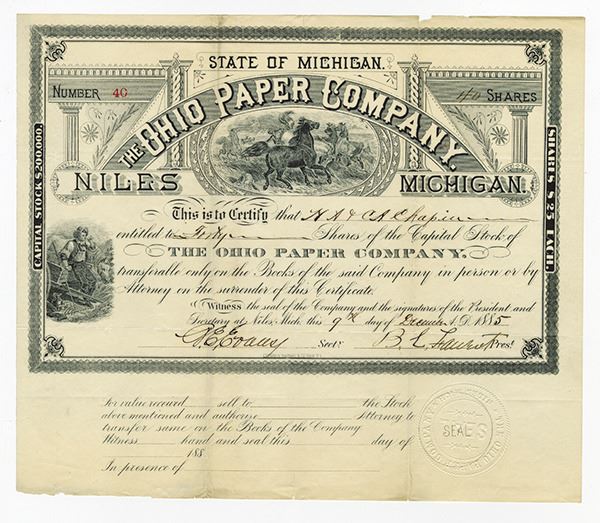 STATE OF MICHIGAN.
NUMBER 40
40 SHARES
THE OHIO PAPER COMPANY,
NILES MICHIGAN.
CAPITAL STOCK $200,000.
SHARES $25 EACH.
This is to Certify that H A & C A Chapin
entitled to Forty Shares of the Capital Stock of
THE OHIO PAPER COMPANY.
transferable only on the Books of the said Company in person or by
Attorney on the surrender of this Certificate.
Witness the seal of the Company and the signatures of the President and
Secretary at Niles, Mich. this 9th day of December A.D. 1885
C. E. Evans Sect. Pres.
For value received sell to the Stock
above mentioned and authorize Attorney to
transfer same on the Books of the Company
Witness hand and seal this day of
188
In presence of
SEAL